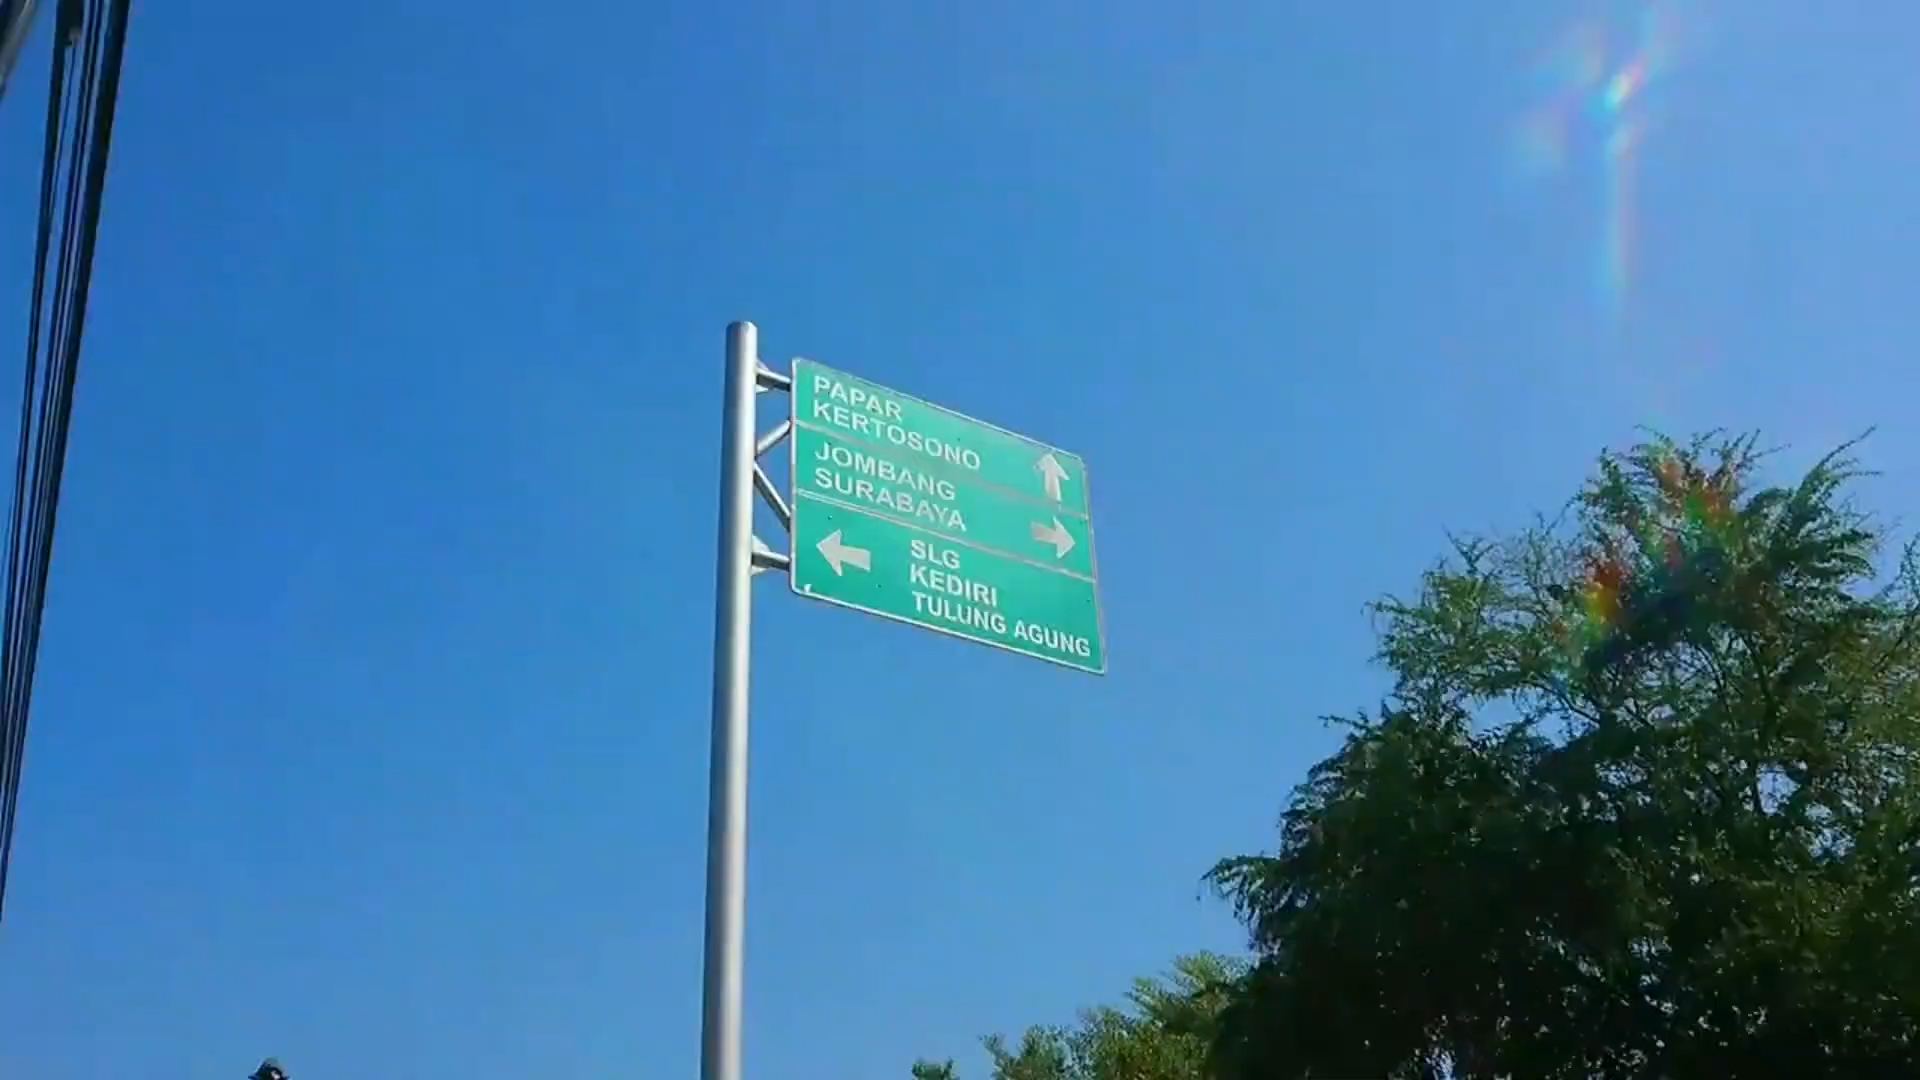 PAPAR
KERTOSONO
JOMBANG
SURABAYA
SLG
KEDIRI
TULUNG AGUNG